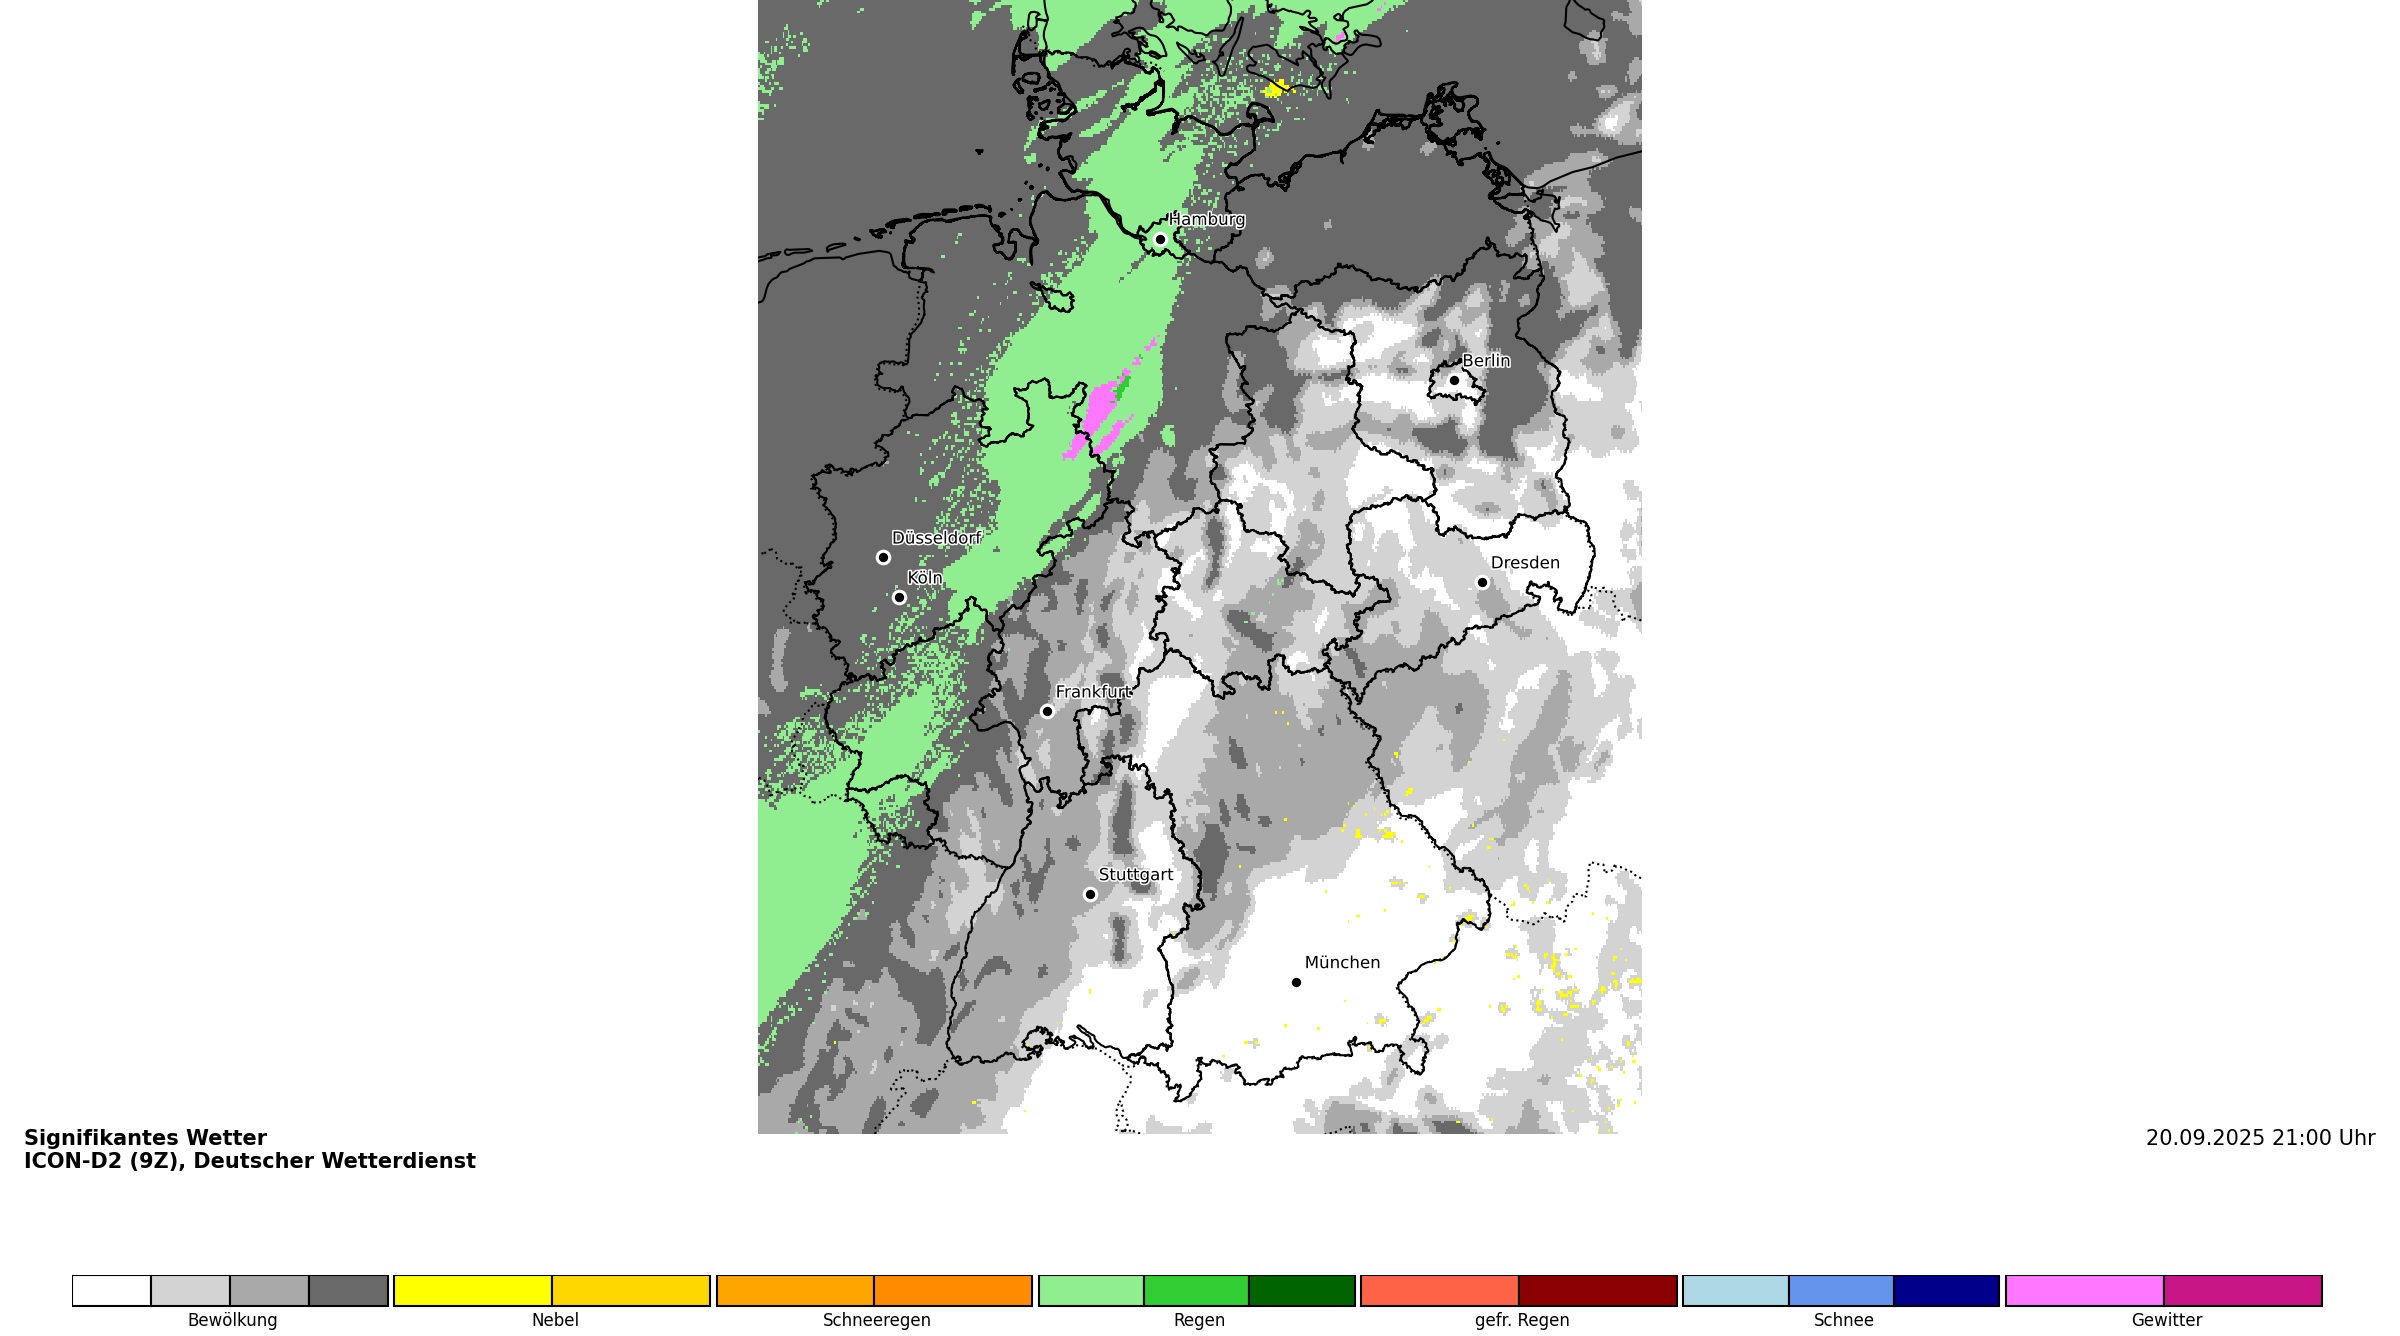 Hamburg
Berlin
Düsseldorf
Köln
Dresden
Frankfurt
Stuttgart
München
Signifikantes Wetter
ICON-D2 (9Z), Deutscher Wetterdienst
20.09.2025 21:00 Uhr
Bewölkung
Nebel
Schneeregen
Regen
gefr. Regen
Schnee
Gewitter